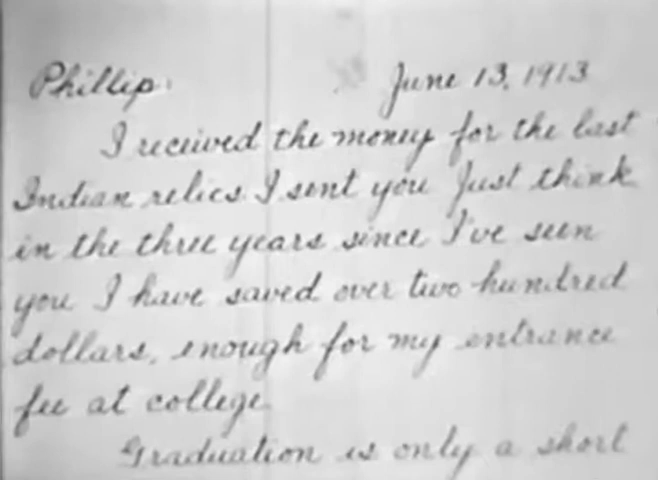 Phillip: June 13, 1913
I received the money for the last
Indian relics I sent you Just think
in the three years since I've seen
you I have saved over two hundred
dollars, enough for my entrance
fee at college
Graduation is only a short